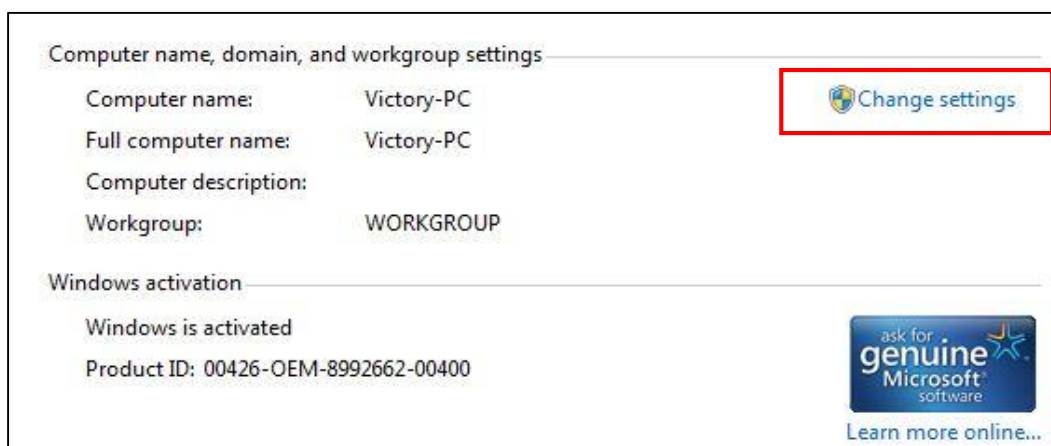 Computer name, domain, and workgroup settings
Computer name: Victory-PC
Change settings
Full computer name: Victory-PC
Computer description:
Workgroup: WORKGROUP
Windows activation
Windows is activated
Product ID: 00426-OEM-8992662-00400
ask for
genuine
Microsoft
software
Learn more online...